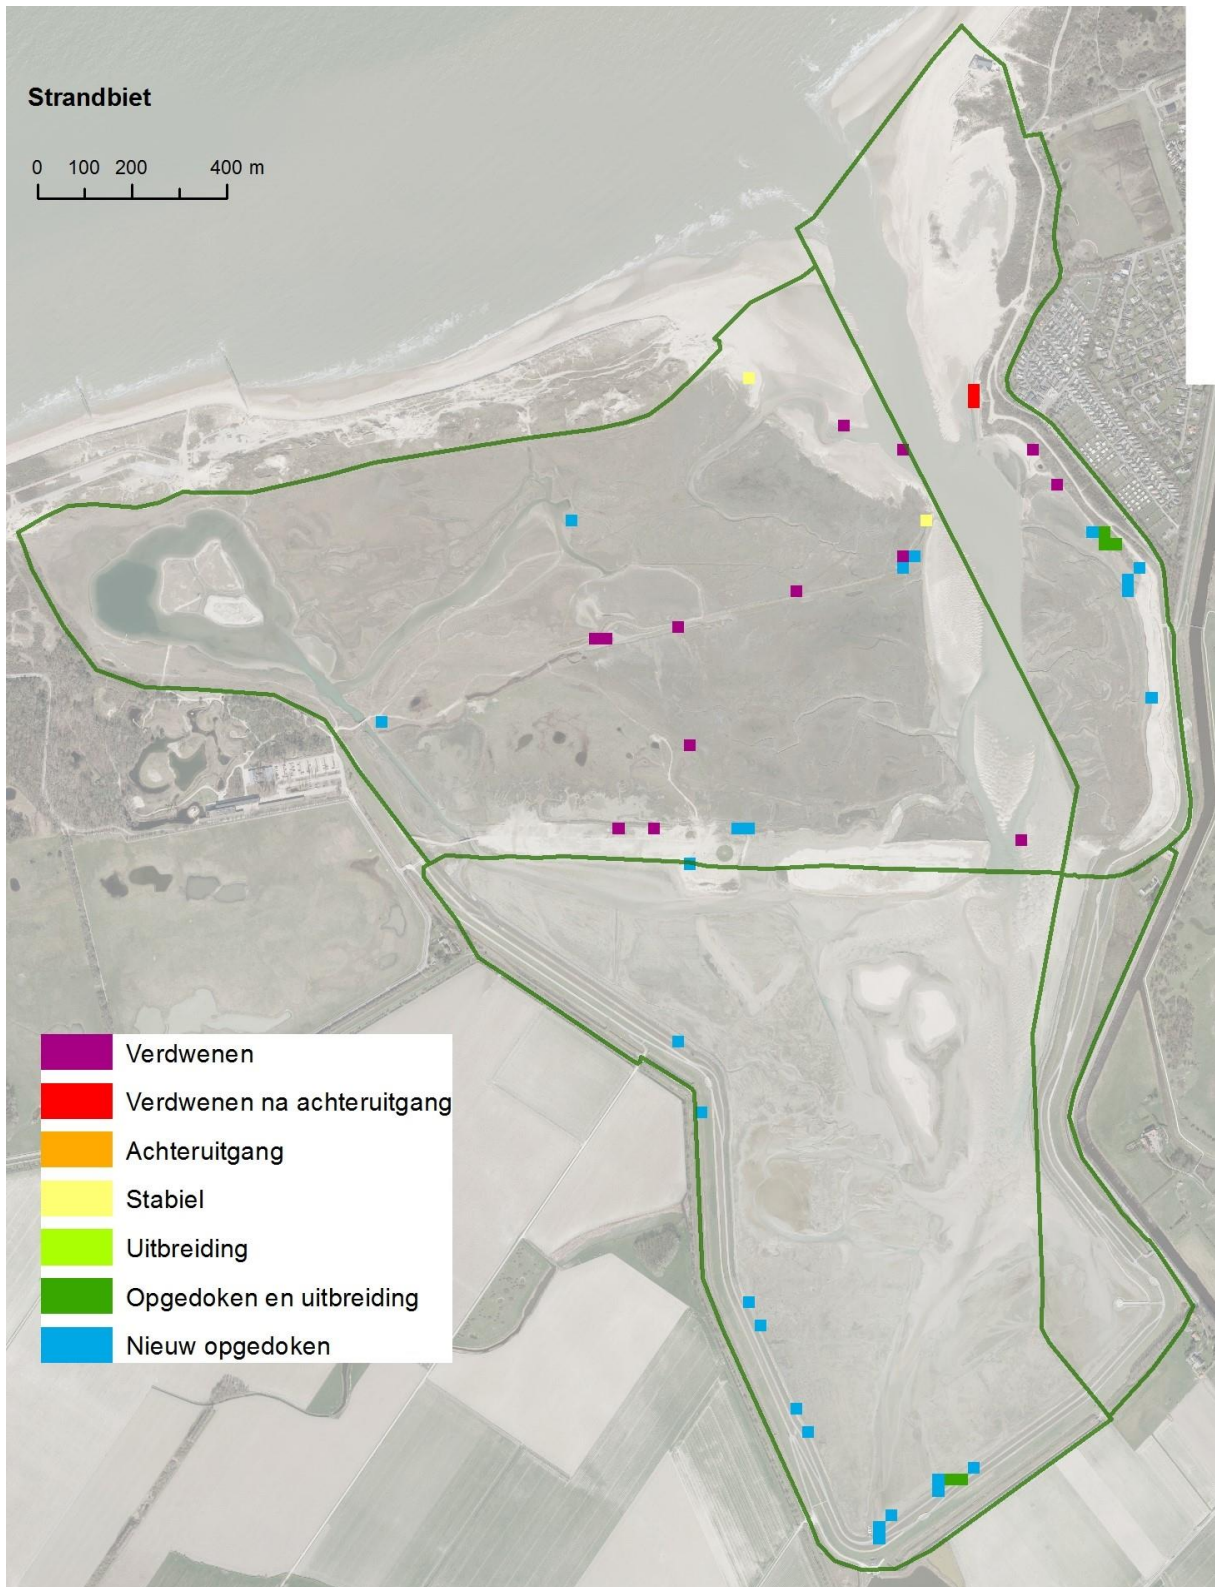 Strandbiet
0 100 200 400 m
Verdwenen
Verdwenen na achteruitgang
Achteruitgang
Stabiel
Uitbreiding
Opgedoken en uitbreiding
Nieuw opgedoken